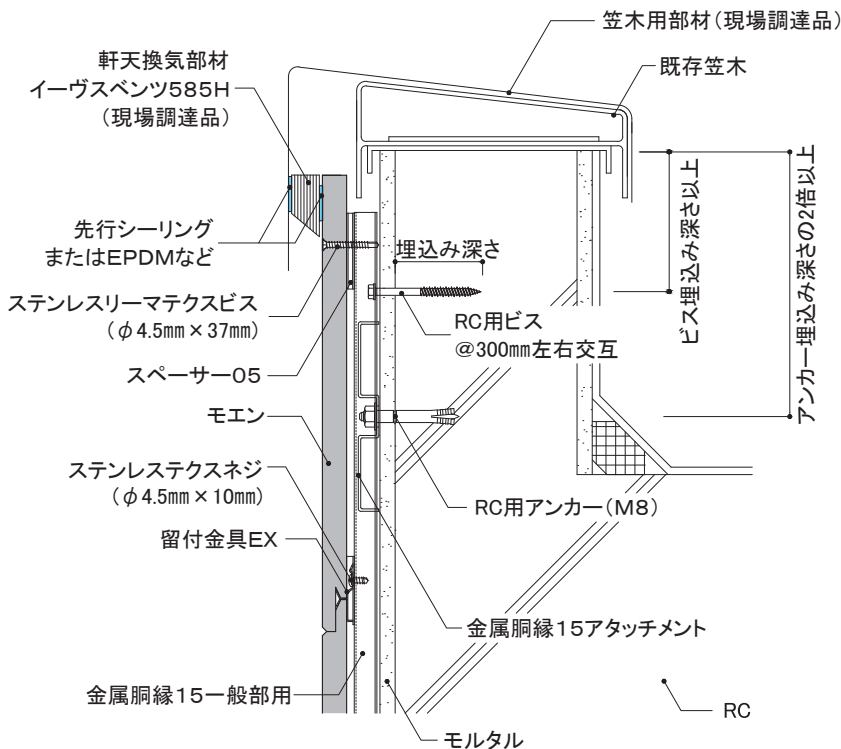 笠木用部材（現場調達品）
既存笠木
軒天換気部材
イーヴスベンツ585H
（現場調達品）
先行シーリング
またはEPDMなど
埋込み深さ
ビス埋込み深さ以上
アンカー埋込み深さの2倍以上
ステンレスリーマテクスビス
（φ4.5mm×37mm）
RC用ビス
@300mm左右交互
スペーサー05
モエン
ステンレステクスネジ
（φ4.5mm×10mm）
RC用アンカー（M8）
留付金具EX
金属胴縁15アタッチメント
金属胴縁15一般部用
RC
モルタル